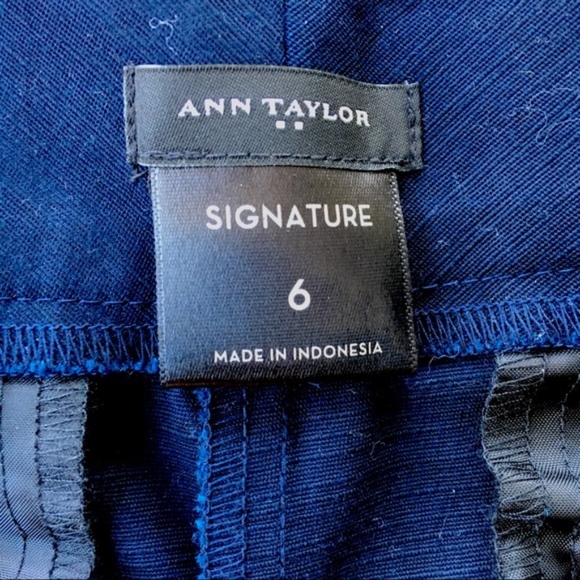 ANN TAYLOR
SIGNATURE
6
MADE IN INDONESIA